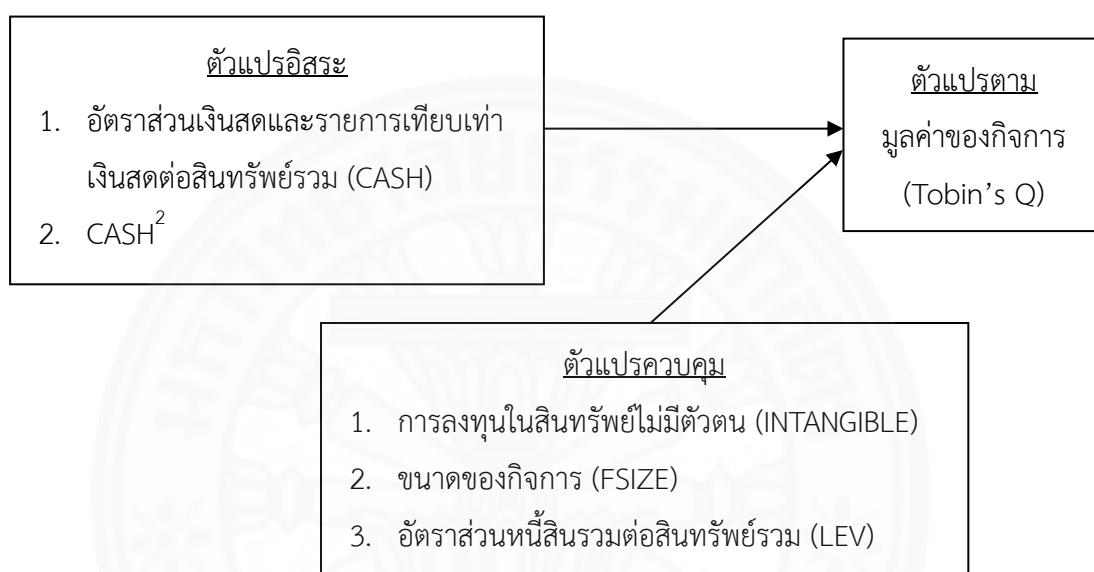 ตัวแปรอิสระ
1. อัตราส่วนเงินสดและรายการเทียบเท่า
เงินสดต่อสินทรัพย์รวม (CASH)
2. CASH²
ตัวแปรตาม
มูลค่าของกิจการ
(Tobin’s Q)
ตัวแปรควบคุม
1. การลงทุนในสินทรัพย์ไม่มีตัวตน (INTANGIBLE)
2. ขนาดของกิจการ (FSIZE)
3. อัตราส่วนหนี้สินรวมต่อสินทรัพย์รวม (LEV)